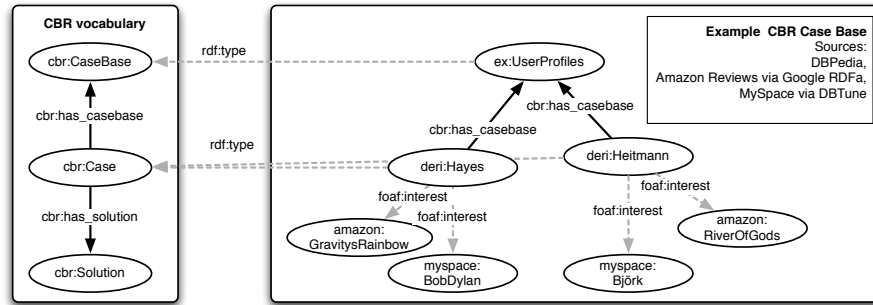 CBR vocabulary
cbr:CaseBase
cbr:has_casebase
cbr:Case
cbr:has_solution
cbr:Solution
rdf:type
rdf:type
Example CBR Case Base
Sources:
DBPedia,
Amazon Reviews via Google RDFa,
MySpace via DBTune
ex:UserProfiles
cbr:has_casebase
cbr:has_casebase
deri:Hayes
deri:Heitmann
foaf:interest
foaf:interest
foaf:interest
foaf:interest
amazon:
GravitysRainbow
myspace:
BobDylan
myspace:
Björk
amazon:
RiverOfGods